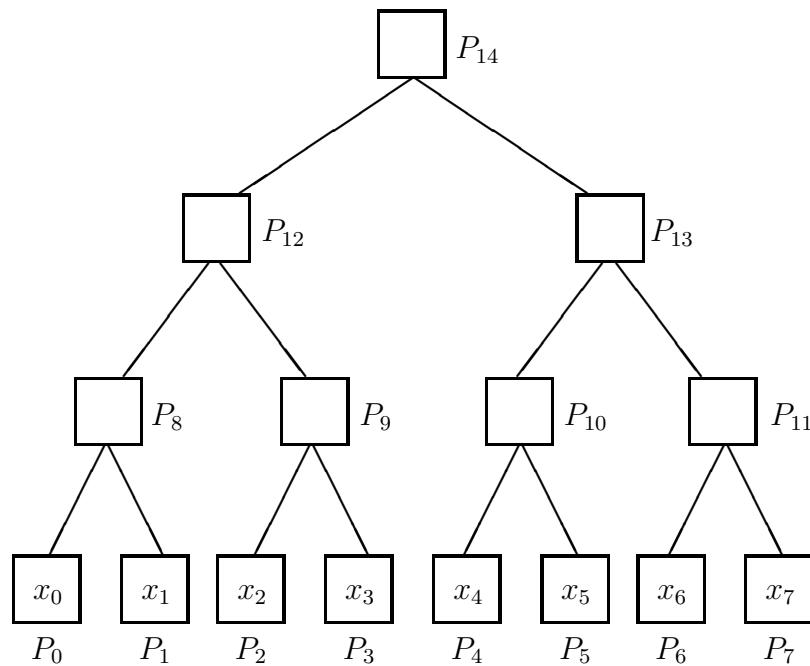 P₁₄
P₁₂ P₁₃
P₈ P₉ P₁₀ P₁₁
x₀ x₁ x₂ x₃ x₄ x₅ x₆ x₇
P₀ P₁ P₂ P₃ P₄ P₅ P₆ P₇